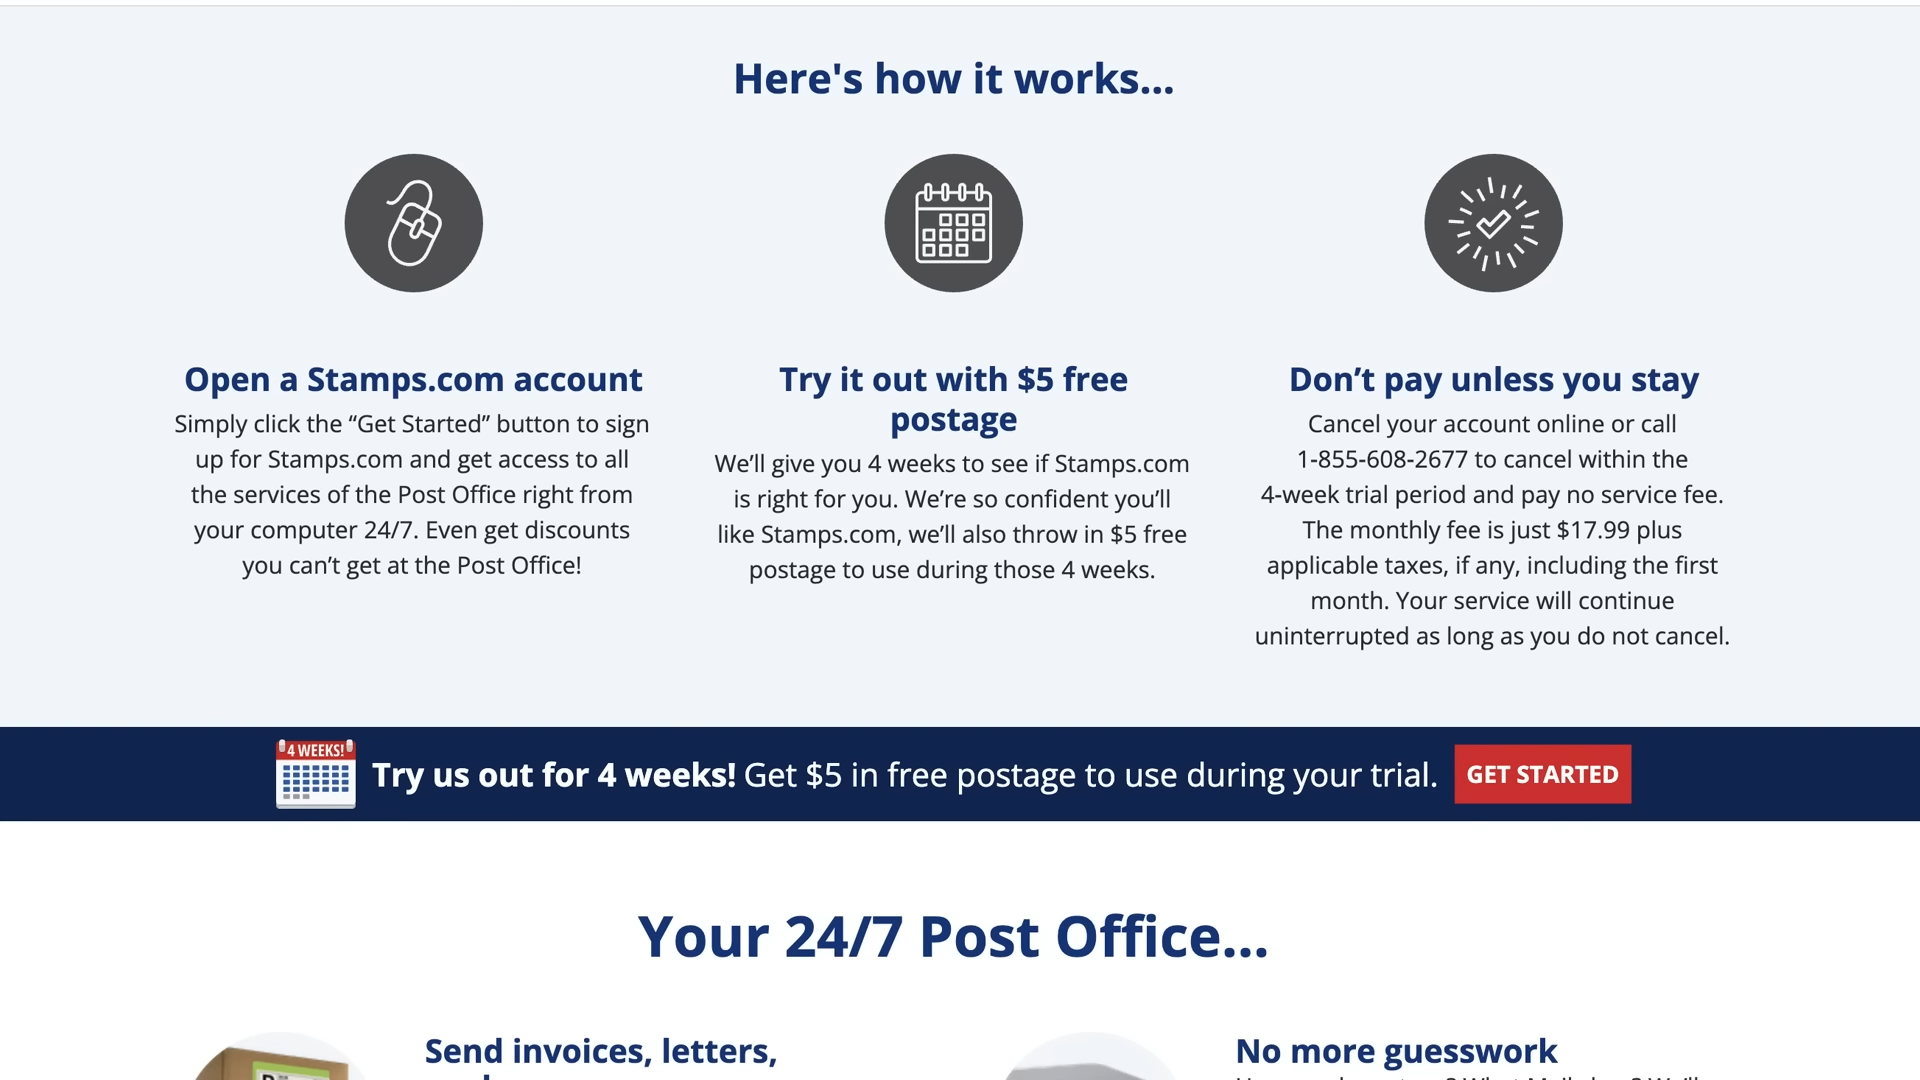 Here's how it works...
Open a Stamps.com account
Simply click the “Get Started” button to sign
up for Stamps.com and get access to all
the services of the Post Office right from
your computer 24/7. Even get discounts
you can’t get at the Post Office!
Try it out with $5 free
postage
We’ll give you 4 weeks to see if Stamps.com
is right for you. We’re so confident you’ll
like Stamps.com, we’ll also throw in $5 free
postage to use during those 4 weeks.
Don’t pay unless you stay
Cancel your account online or call
1-855-608-2677 to cancel within the
4-week trial period and pay no service fee.
The monthly fee is just $17.99 plus
applicable taxes, if any, including the first
month. Your service will continue
uninterrupted as long as you do not cancel.
4 WEEKS!
Try us out for 4 weeks! Get $5 in free postage to use during your trial.
GET STARTED
Your 24/7 Post Office...
Send invoices, letters,
No more guesswork